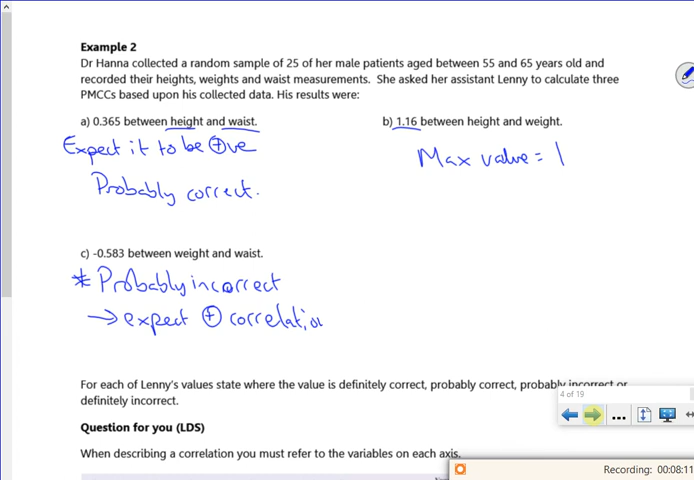 Example 2
Dr Hanna collected a random sample of 25 of her male patients aged between 55 and 65 years old and
recorded their heights, weights and waist measurements. She asked her assistant Lenny to calculate three
PMCCs based upon his collected data. His results were:
a) 0.365 between height and waist.
b) 1.16 between height and weight.
Expect it to be +ve
Max value = 1
Probably correct.
c) -0.583 between weight and waist.
* Probably incorrect
→ expect + correlation
For each of Lenny's values state where the value is definitely correct, probably correct, probably incorrect or
definitely incorrect.
4 of 19
Question for you (LDS)
When describing a correlation you must refer to the variables on each axis.
Recording: 00:08:11